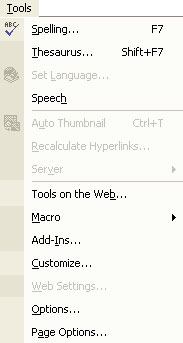 Tools
ABC
Spelling... F7
Thesaurus... Shift+F7
Set Language...
Speech
Auto Thumbnail Ctrl+T
Recalculate Hyperlinks...
Server
Tools on the Web...
Macro
Add-Ins...
Customize...
Web Settings...
Options...
Page Options...